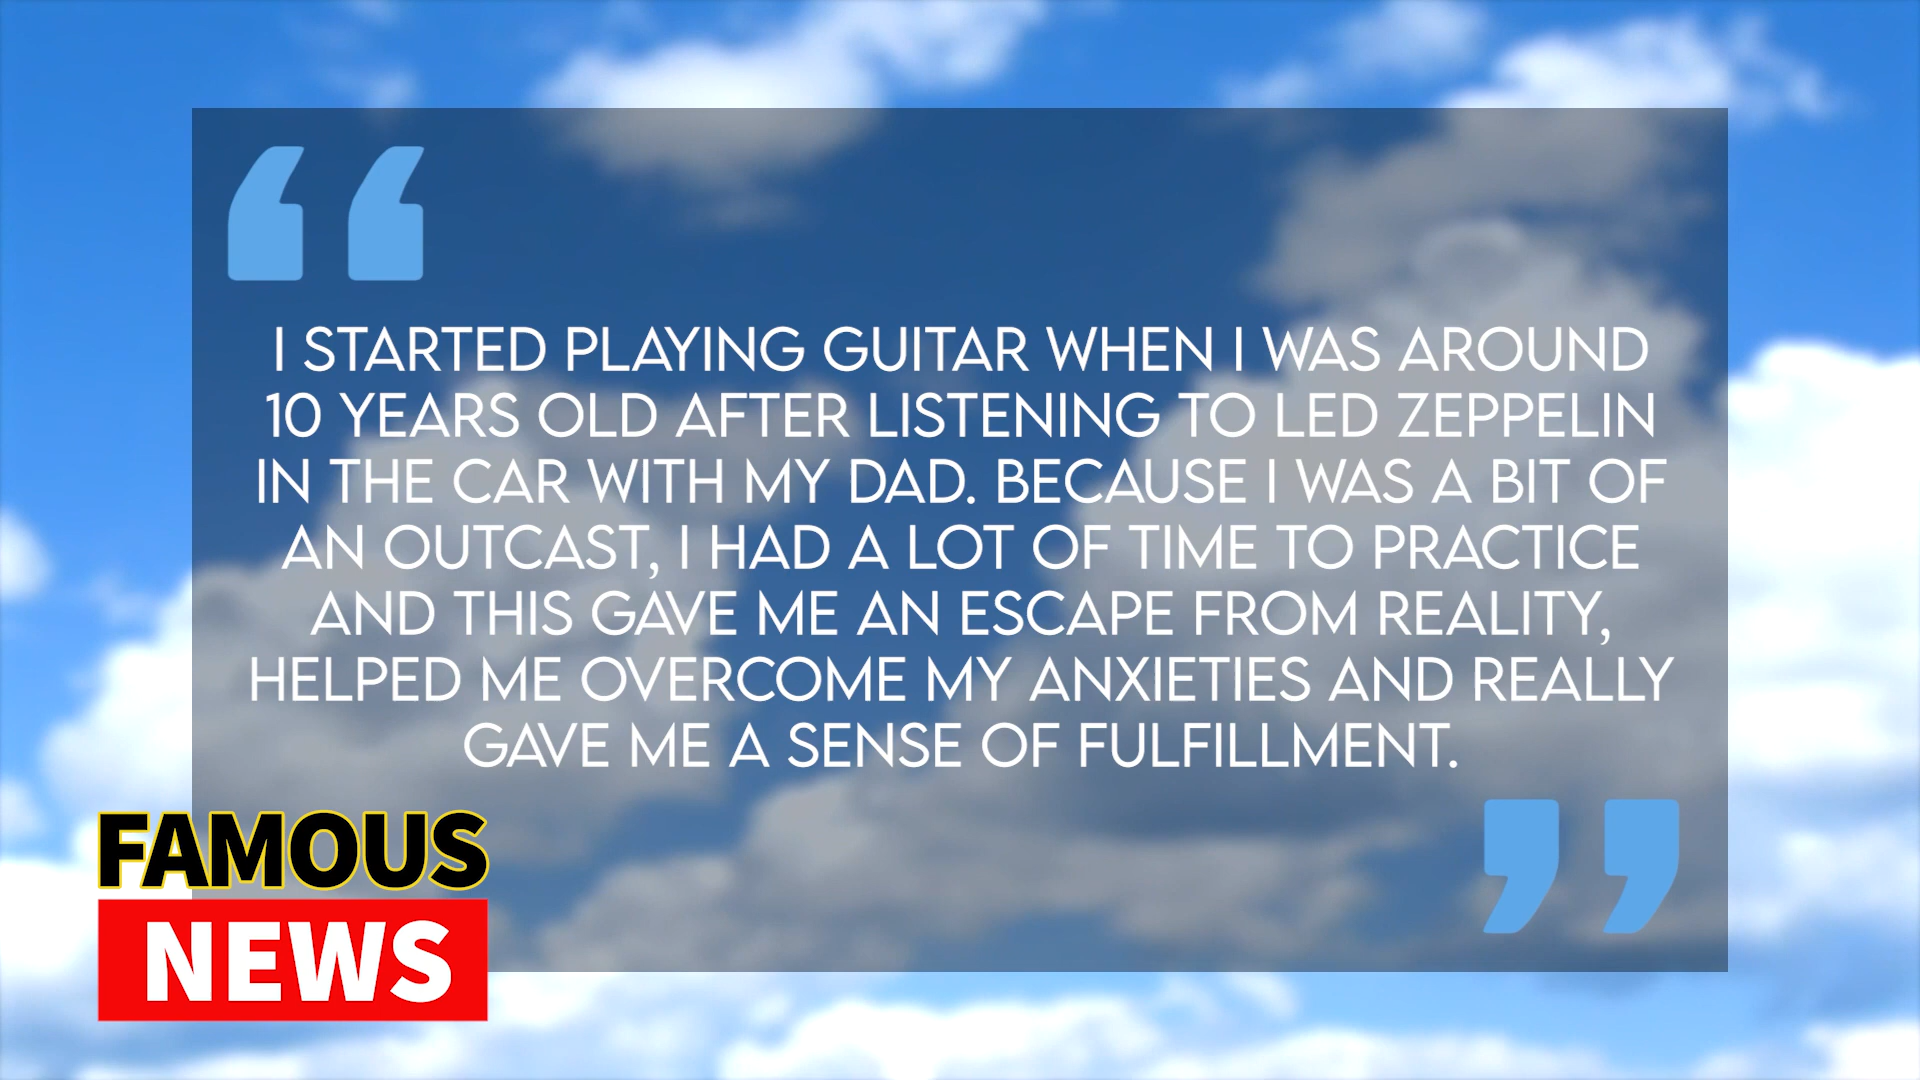 I STARTED PLAYING GUITAR WHEN I WAS AROUND
10 YEARS OLD AFTER LISTENING TO LED ZEPPELIN
IN THE CAR WITH MY DAD. BECAUSE I WAS A BIT OF
AN OUTCAST, I HAD A LOT OF TIME TO PRACTICE
AND THIS GAVE ME AN ESCAPE FROM REALITY,
HELPED ME OVERCOME MY ANXIETIES AND REALLY
GAVE ME A SENSE OF FULFILLMENT.
FAMOUS
NEWS